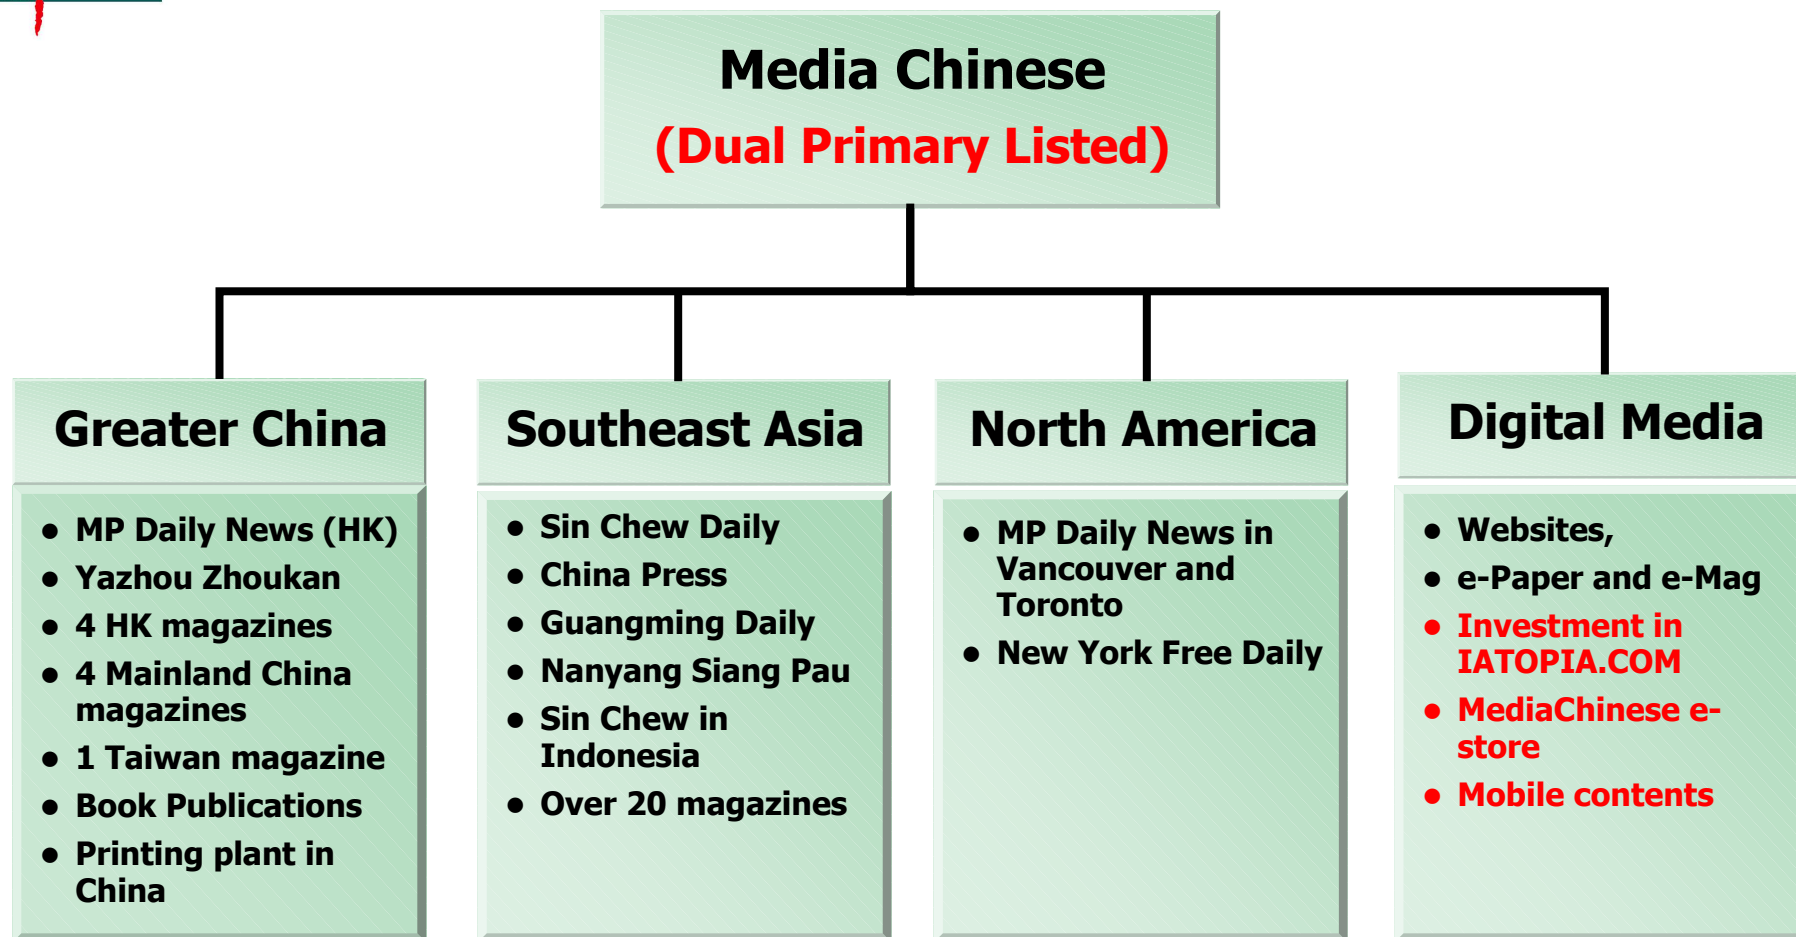 Media Chinese
(Dual Primary Listed)
Greater China
• MP Daily News (HK)
• Yazhou Zhoukan
• 4 HK magazines
• 4 Mainland China
magazines
• 1 Taiwan magazine
• Book Publications
• Printing plant in
China
Southeast Asia
• Sin Chew Daily
• China Press
• Guangming Daily
• Nanyang Siang Pau
• Sin Chew in
Indonesia
• Over 20 magazines
North America
• MP Daily News in
Vancouver and
Toronto
• New York Free Daily
Digital Media
• Websites,
• e-Paper and e-Mag
• Investment in
IATOPIA.COM
• MediaChinese e-
store
• Mobile contents